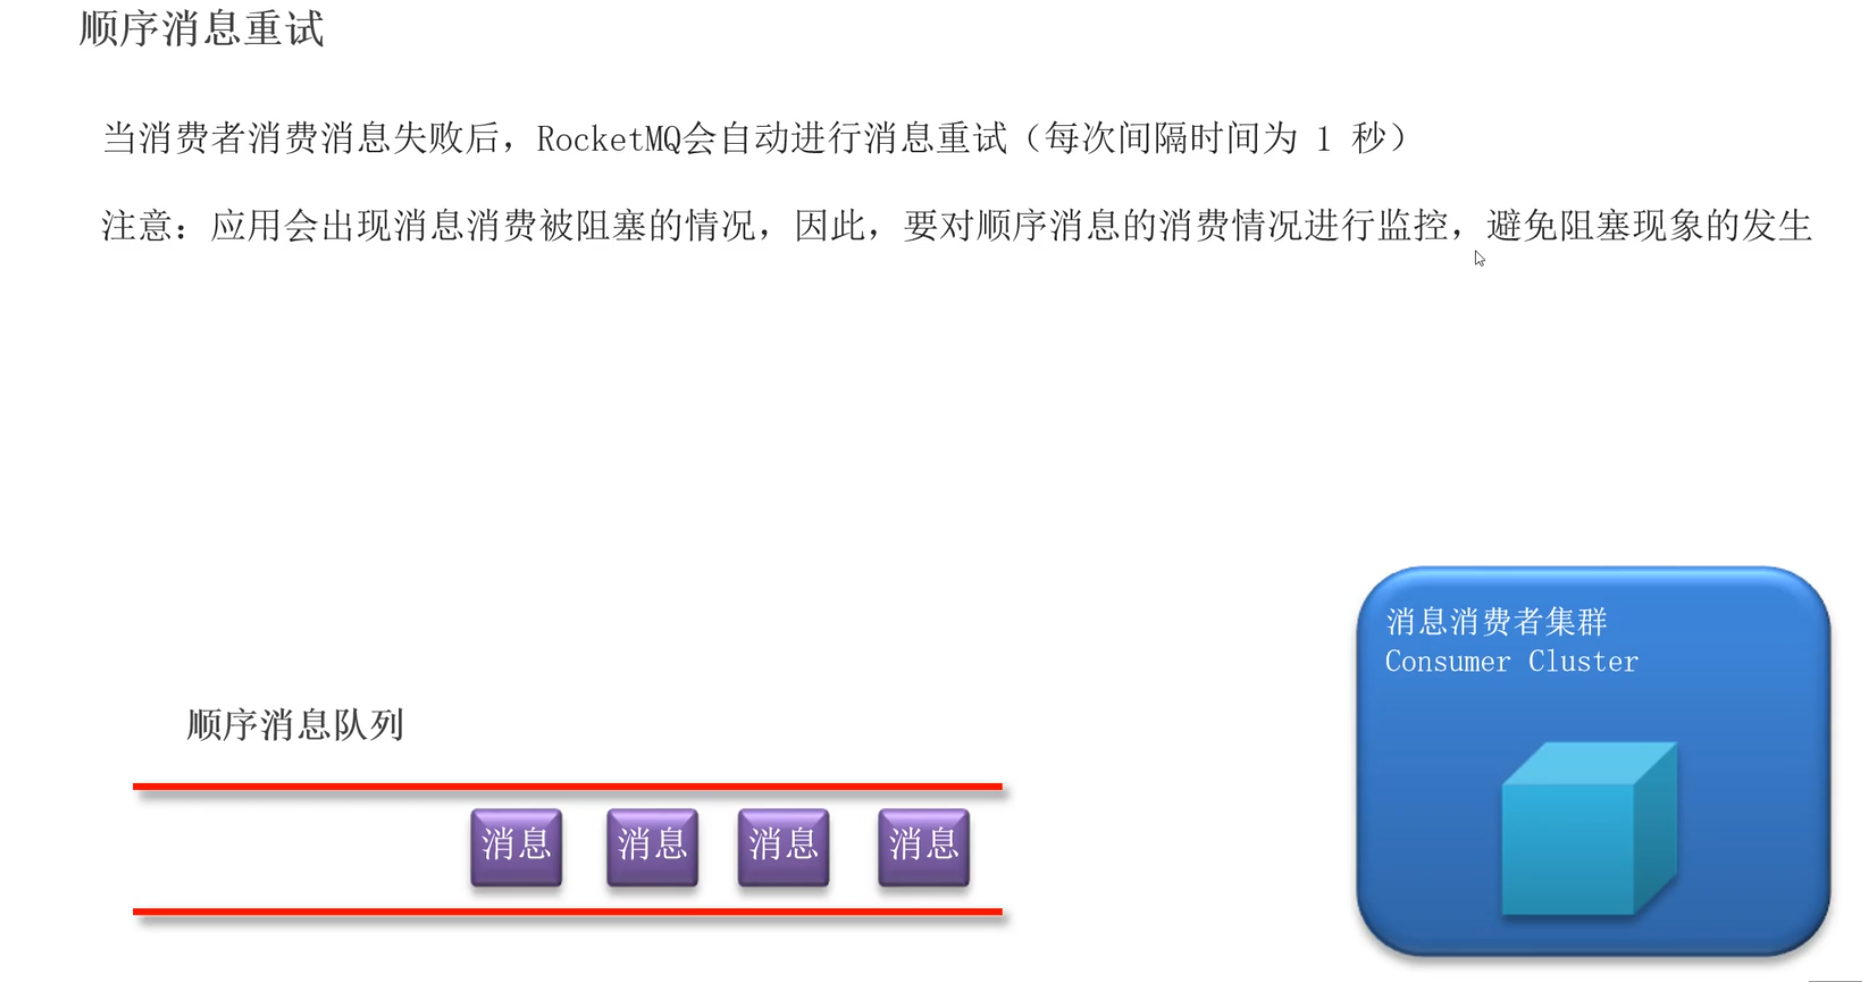 顺序消息重试
当消费者消费消息失败后，RocketMQ会自动进行消息重试（每次间隔时间为 1 秒）
注意：应用会出现消息消费被阻塞的情况，因此，要对顺序消息的消费情况进行监控，避免阻塞现象的发生
消息消费者集群
Consumer Cluster
顺序消息队列
消息 消息 消息 消息